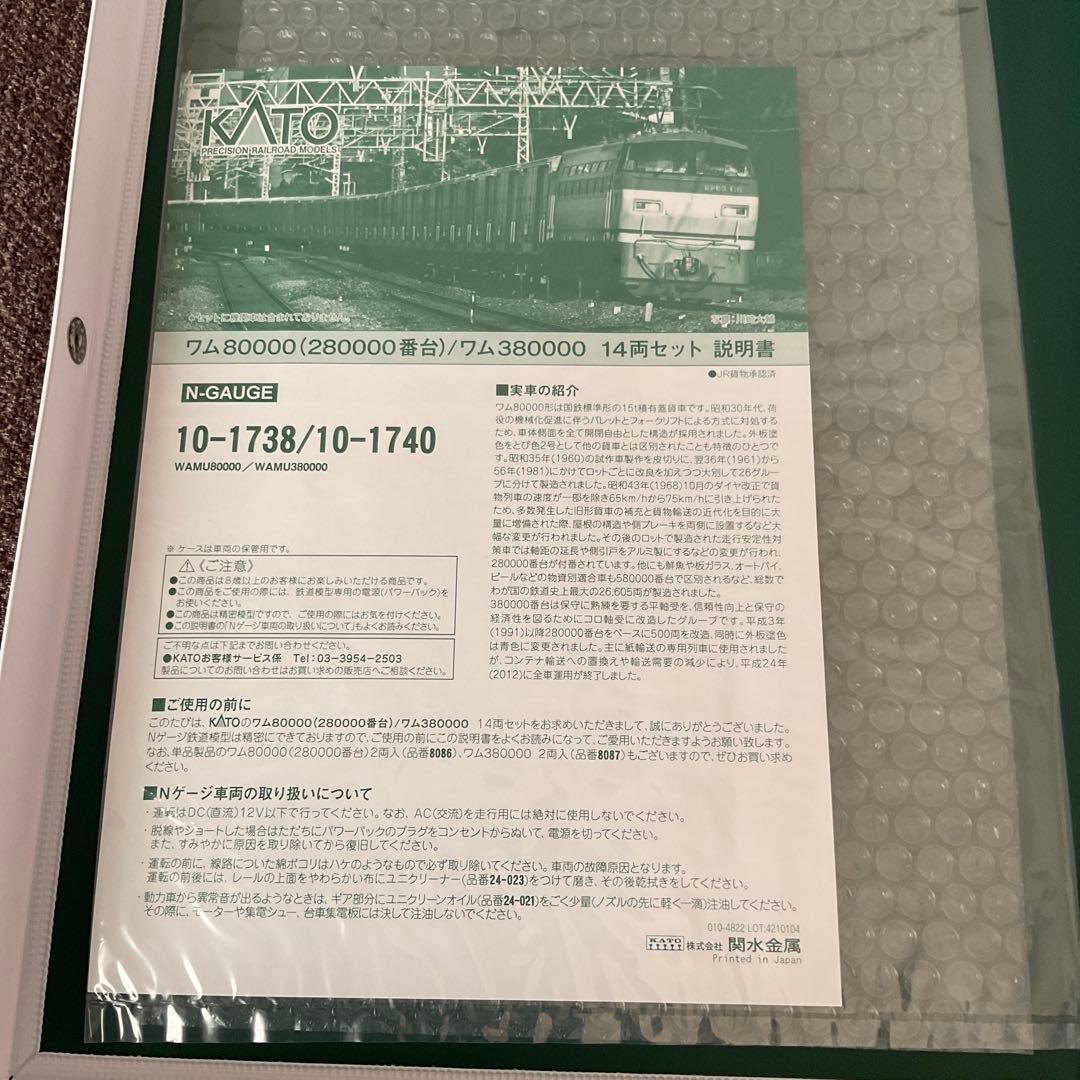 KATO
PRECISION RAILROAD MODELS
●セットに機関車は含まれておりません。
写真:川崎大輔
ワム80000(280000番台)/ワム380000 14両セット 説明書
●JR貨物承認済
N-GAUGE
10-1738/10-1740
WAMU80000/WAMU380000
※ ケースは車両の保管用です。
⚠《ご注意》
●この商品は8歳以上のお客様にお楽しみいただける商品です。
●この商品をご使用の際には、鉄道模型専用の電源(パワーパック)を
お使いください。
●この商品は精密模型ですので、ご使用の際にはお気を付けください。
●この説明書の「Nゲージ車両の取り扱いについて」もよくお読みください。
ご不明な点は下記までお問い合わせください。
●KATOお客様サービス係 Tel:03-3954-2503
製品についてのお問い合わせはお買い求めの販売店へご相談ください。
■実車の紹介
ワム80000形は国鉄標準形の15t積有蓋貨車です。昭和30年代、荷
役の機械化促進に伴うパレットとフォークリフトによる方式に対処する
ため、車体側面を全て開閉自由とした構造が採用されました。外板塗
色をとび色2号として他の貨車とは区別されたことも特徴のひとつで
す。昭和35年(1960)の試作車製作を皮切りに、翌36年(1961)から
56年(1981)にかけてロットごとに改良を加えつつ大別して26グルー
プに分けて製造されました。昭和43年(1968)10月のダイヤ改正で貨
物列車の速度が一部を除き65km/hから75km/hに引き上げられた
ため、多数発生した旧形貨車の補充と貨物輸送の近代化を目的に大
量に増備された際、屋根の構造や側ブレーキを両側に設置するなど大
幅な変更が行われました。その後のロットで製造された走行安定性対
策車では軸距の延長や側引戸をアルミ製にするなどの変更が行われ、
280000番台が付番されています。他にも鮮魚や板ガラス、オートバイ、
ビールなどの物資別適合車も580000番台で区別されるなど、総数で
わが国の鉄道史上最大の26,605両が製造されました。
380000番台は保守に熟練を要する平軸受を、信頼性向上と保守の
経済性を図るためにコロ軸受に改造したグループです。平成3年
(1991)以降280000番台をベースに500両を改造、同時に外板塗色
は青色に変更されました。主に紙輸送の専用列車に使用されました
が、コンテナ輸送への置換えや輸送需要の減少により、平成24年
(2012)に全車運用が終了しました。
■ご使用の前に
このたびは、KATOのワム80000(280000番台)/ワム380000 14両セットをお求めいただきまして、誠にありがとうございました。
Nゲージ鉄道模型は精密にできておりますので、ご使用の前にこの説明書をよくお読みになって、ご愛用いただきますようお願い致します。
なお、単品製品のワム80000(280000番台)2両入(品番8086)、ワム380000 2両入(品番8087)もございますので、ぜひお買い求め
ください。
■Nゲージ車両の取り扱いについて
・運転はDC(直流)12V以下で行ってください。なお、AC(交流)を走行用には絶対に使用しないでください。
・脱線やショートした場合はただちにパワーパックのプラグをコンセントからぬいて、電源を切ってください。
また、すみやかに原因を取り除いてから復旧してください。
・運転の前に、線路についた綿ボコリはハケのようなもので必ず取り除いてください。車両の故障原因となります。
運転の前後には、レールの上面をやわらかい布にユニクリーナー(品番24-023)をつけて磨き、その後乾拭きをしてください。
・動力車から異常音が出るようなときは、ギア部分にユニクリーンオイル(品番24-021)をごく少量(ノズルの先に軽く一滴)注油してください。
その際に、モーターや集電シュー、台車集電板には決して注油しないでください。
010-4822 LOT:4210104
KATO 株式会社 関水金属
Printed in Japan